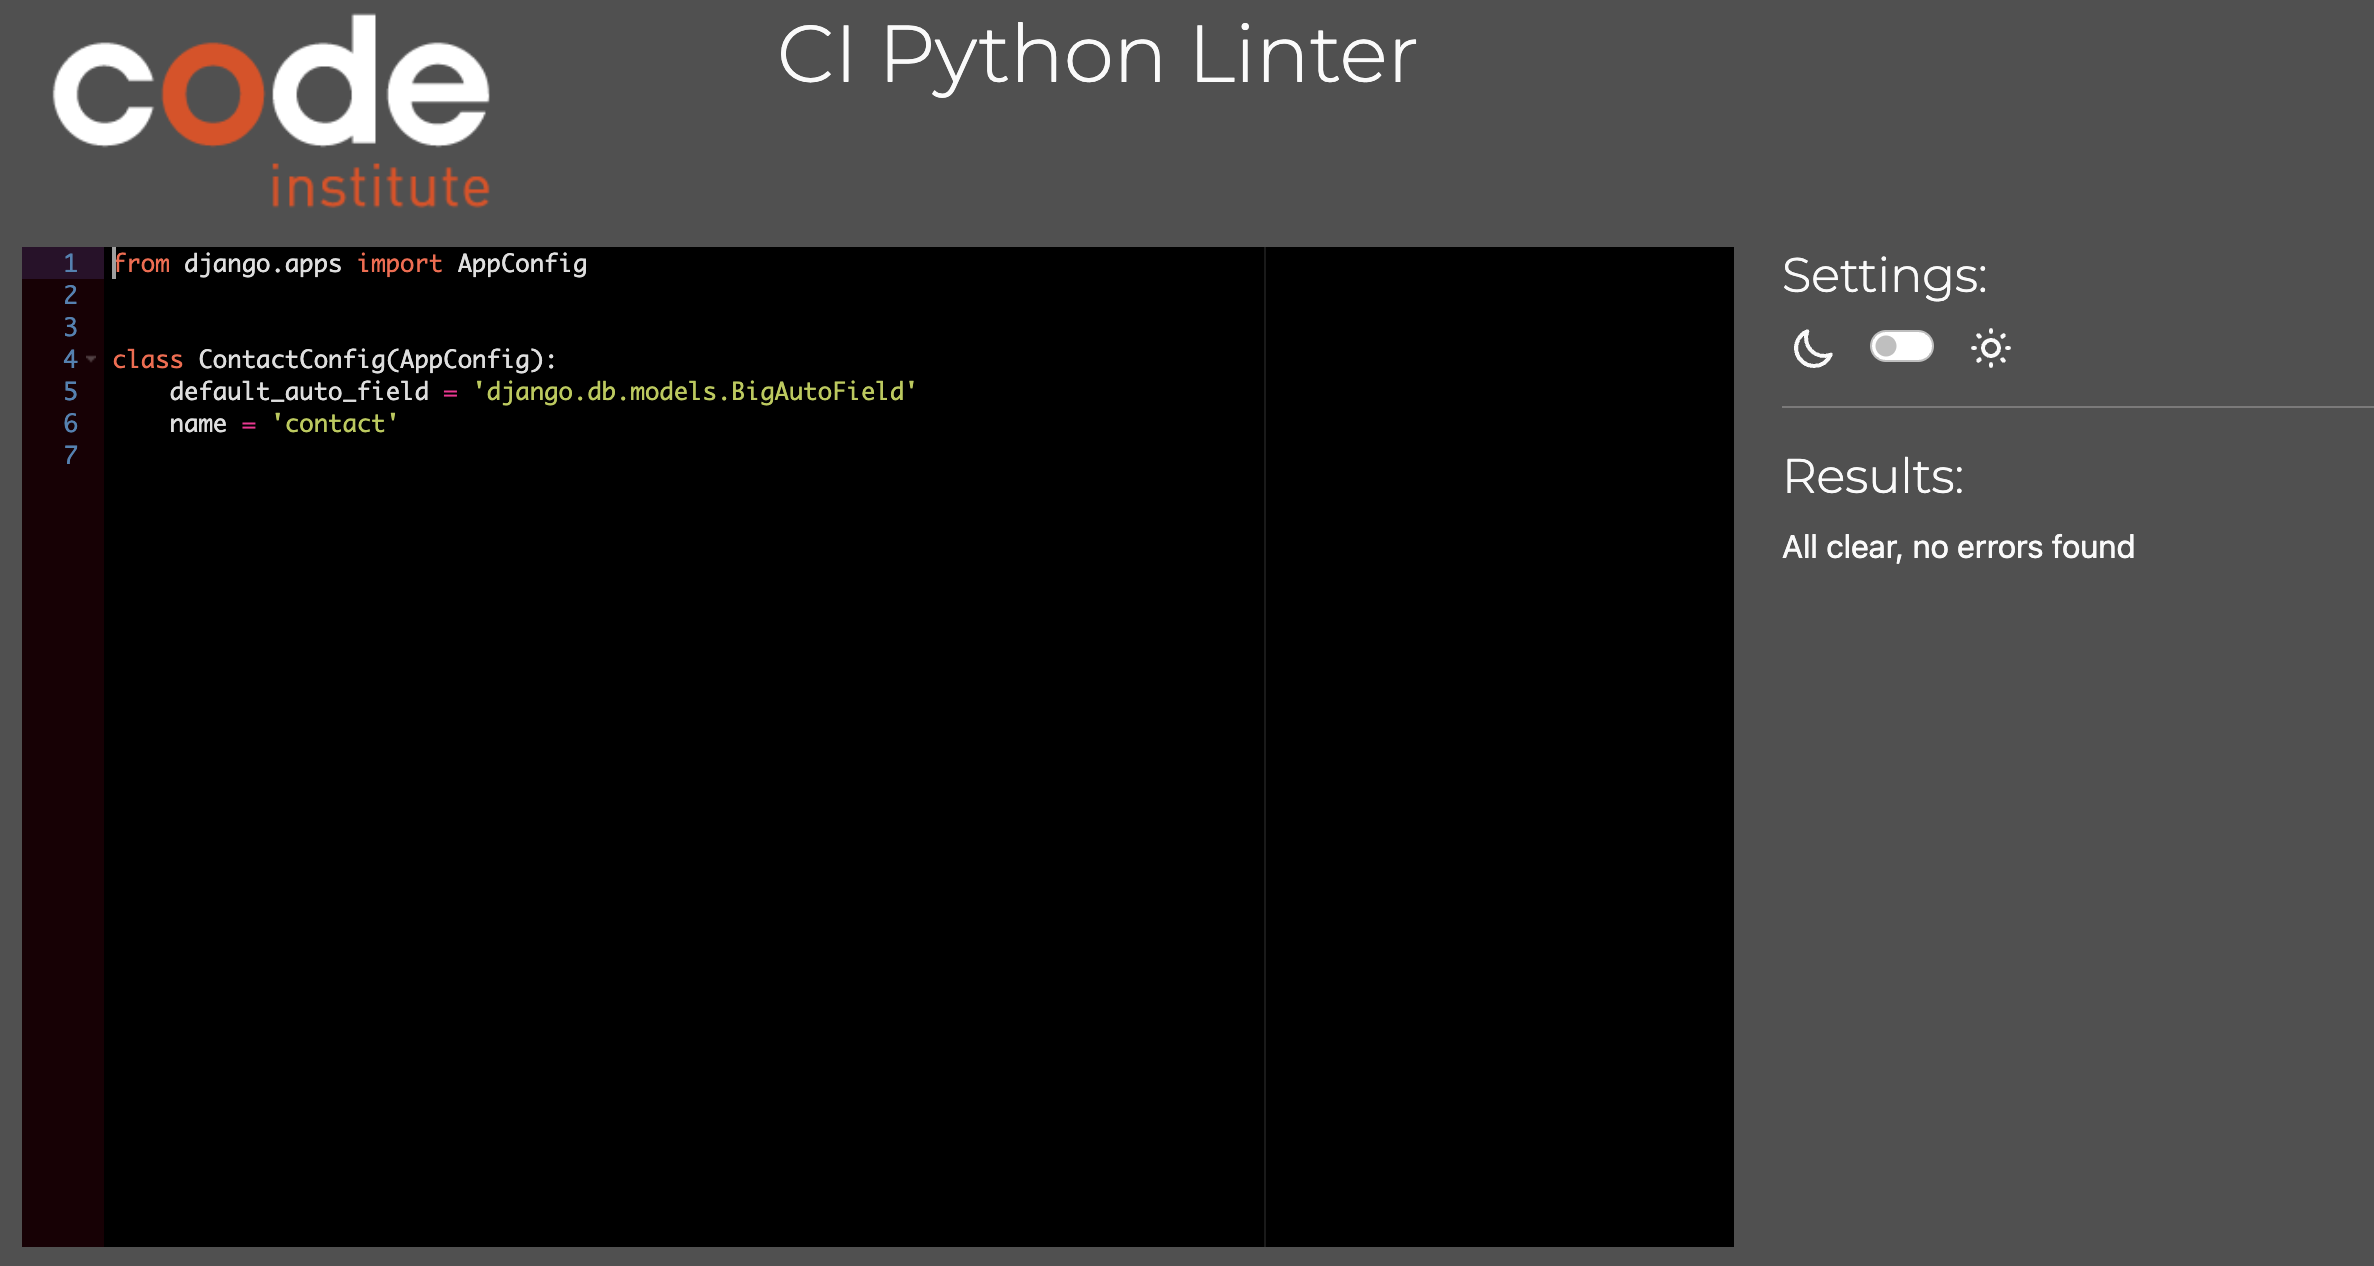 code
institute
CI Python Linter
1 from django.apps import AppConfig
2
3
4 class ContactConfig(AppConfig):
5     default_auto_field = 'django.db.models.BigAutoField'
6     name = 'contact'
7
Settings:
Results:
All clear, no errors found